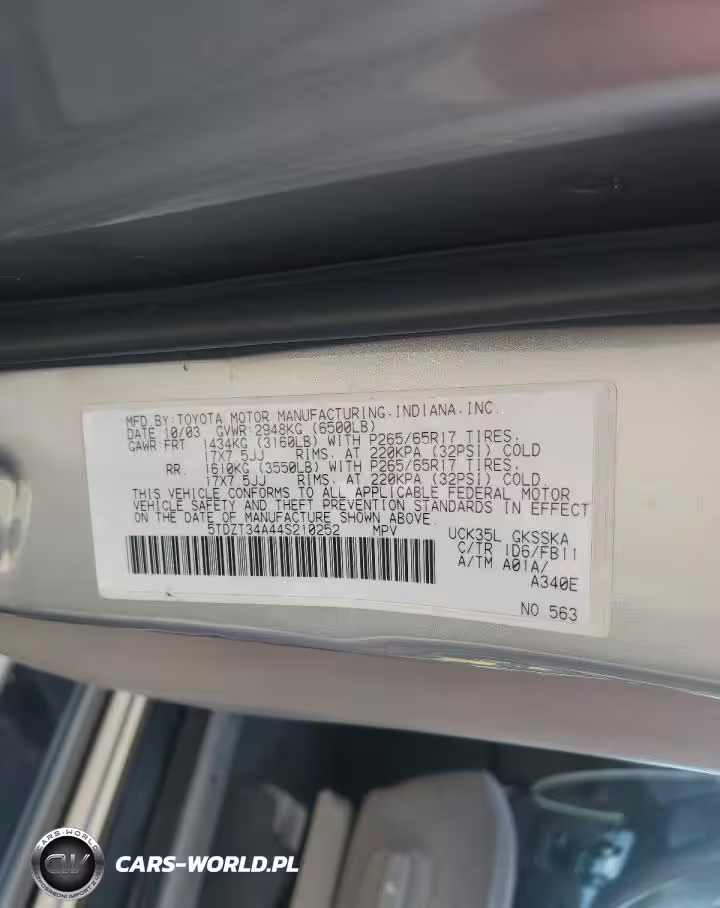 MFD.BY:TOYOTA MOTOR MANUFACTURING.INDIANA.INC.
DATE 10/03 GVWR:2948KG (6500LB)
GAWR:FRT 1434KG (3160LB) WITH P265/65R17 TIRES.
17X7.5JJ RIMS. AT 220KPA (32PSI) COLD
RR. 1610KG (3550LB) WITH P265/65R17 TIRES.
17X7.5JJ RIMS. AT 220KPA (32PSI) COLD.
THIS VEHICLE CONFORMS TO ALL APPLICABLE FEDERAL MOTOR
VEHICLE SAFETY AND THEFT PREVENTION STANDARDS IN EFFECT
ON THE DATE OF MANUFACTURE SHOWN ABOVE.
5TDZT34A44S210252 MPV UCK35L GKSSKA
C/TR 1D6/FB11
A/TM A01A/
A340E
NO 563
CARS-WORLD
CW
CARS-WORLD.PL